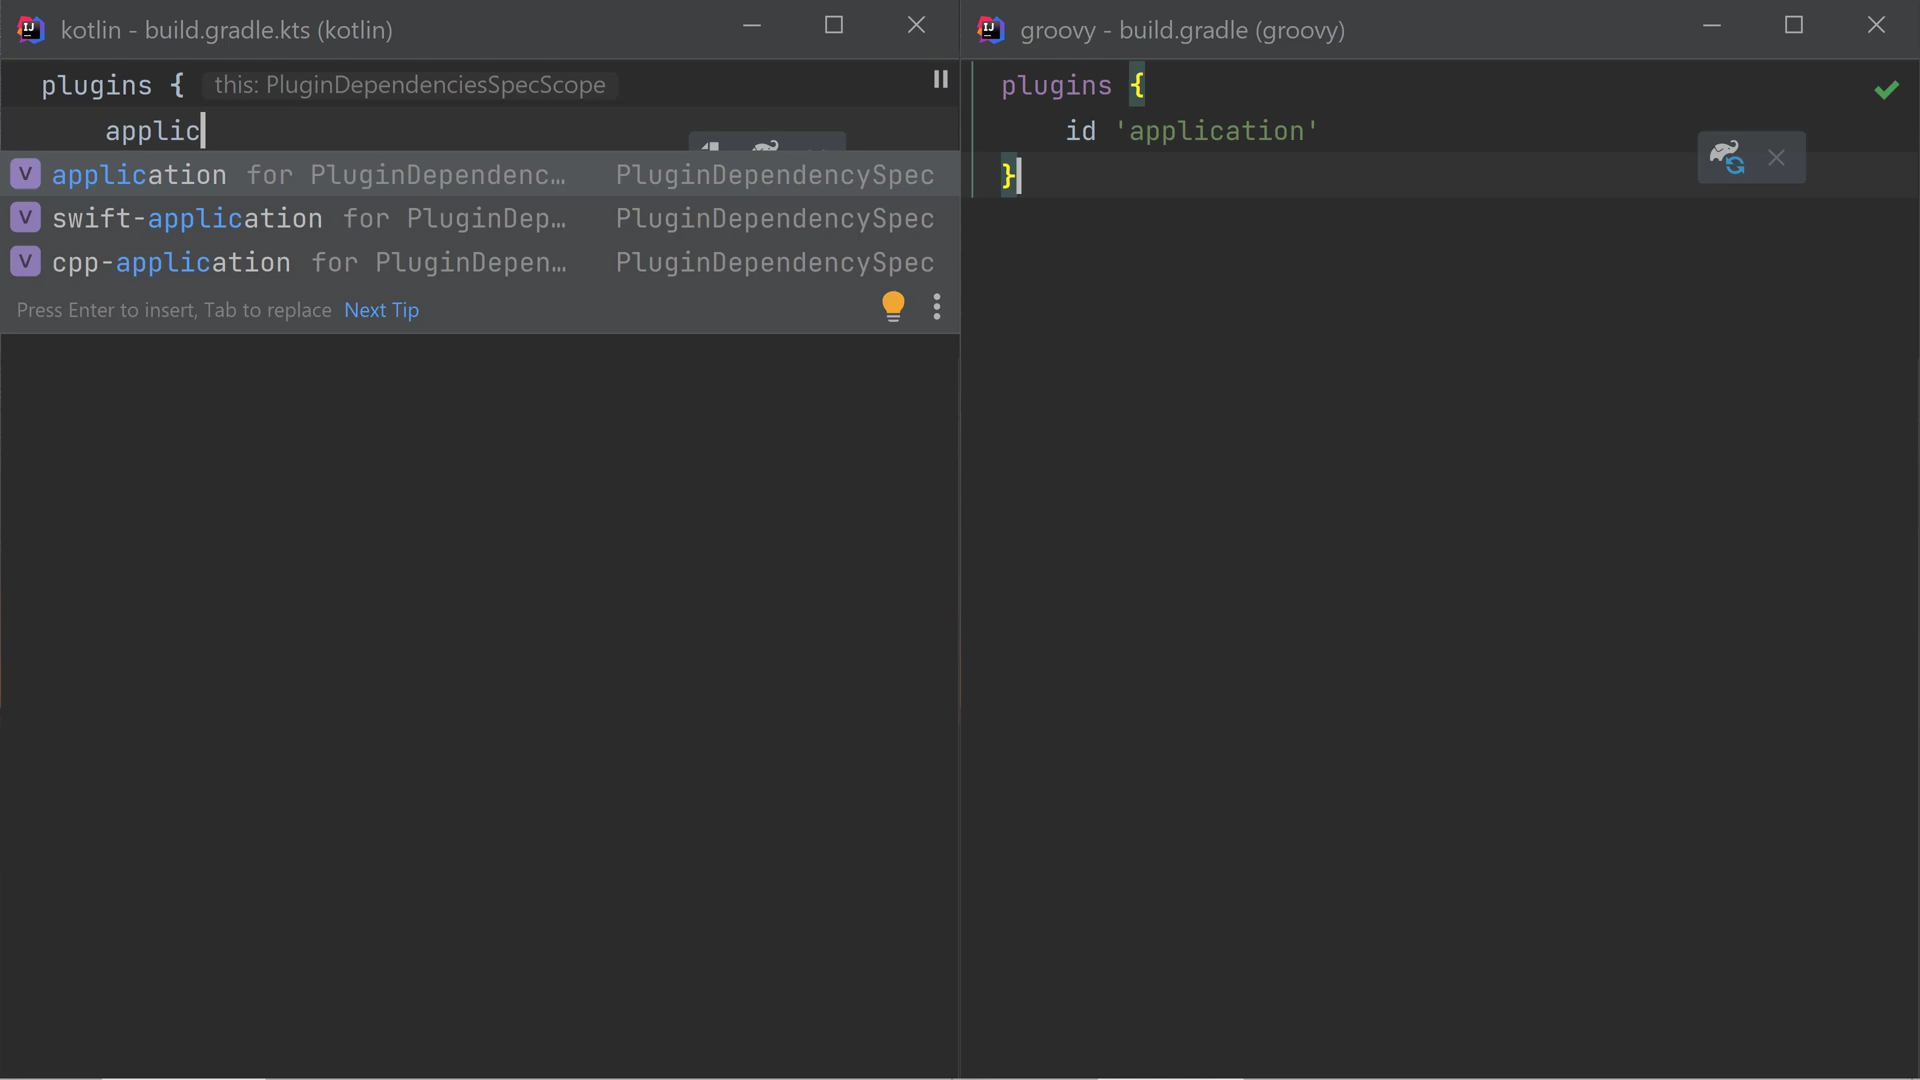 kotlin - build.gradle.kts (kotlin)
plugins { this: PluginDependenciesSpecScope
applic
V application for PluginDependenc… PluginDependencySpec
V swift-application for PluginDep… PluginDependencySpec
V cpp-application for PluginDepen… PluginDependencySpec
Press Enter to insert, Tab to replace Next Tip
groovy - build.gradle (groovy)
plugins {
id 'application'
}